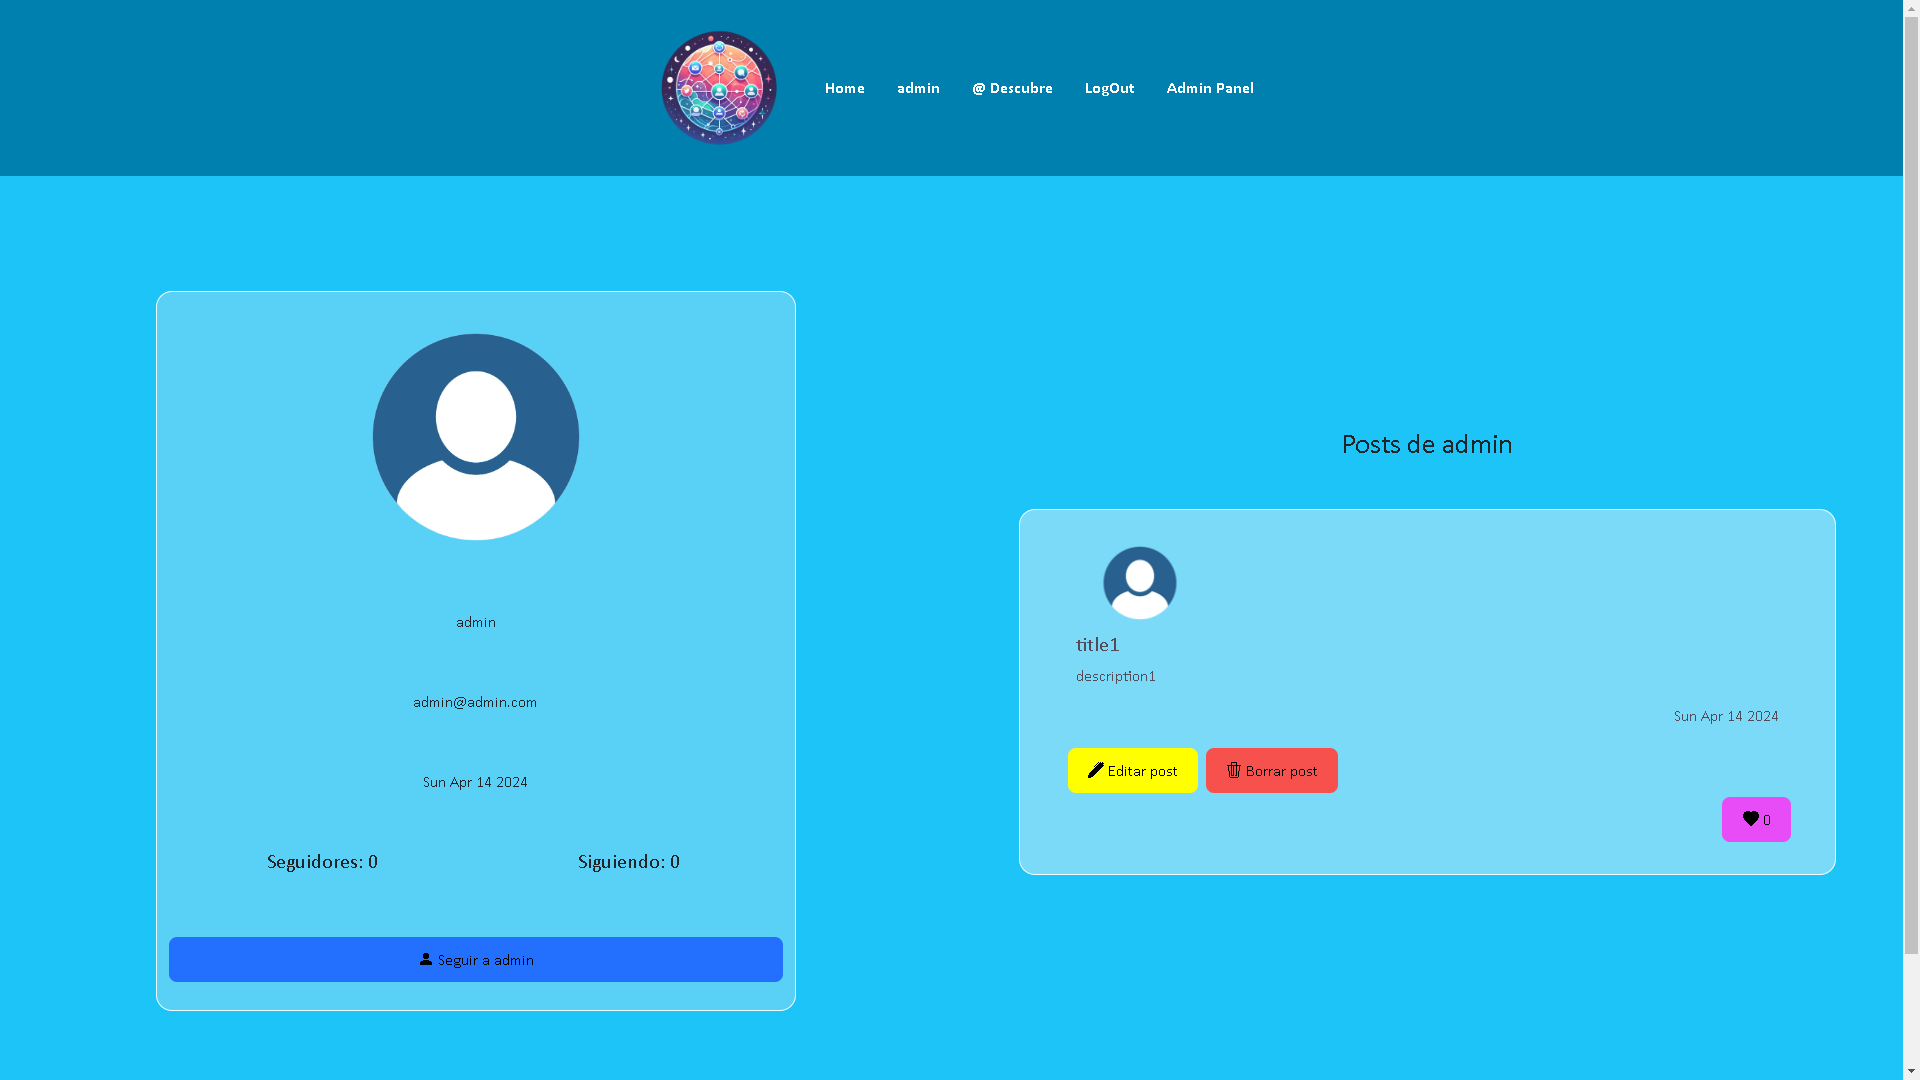 Home admin @ Descubre LogOut Admin Panel
admin
admin@admin.com
Sun Apr 14 2024
Seguidores: 0 Siguiendo: 0
Seguir a admin
Posts de admin
title1
description1
Sun Apr 14 2024
Editar post Borrar post
0